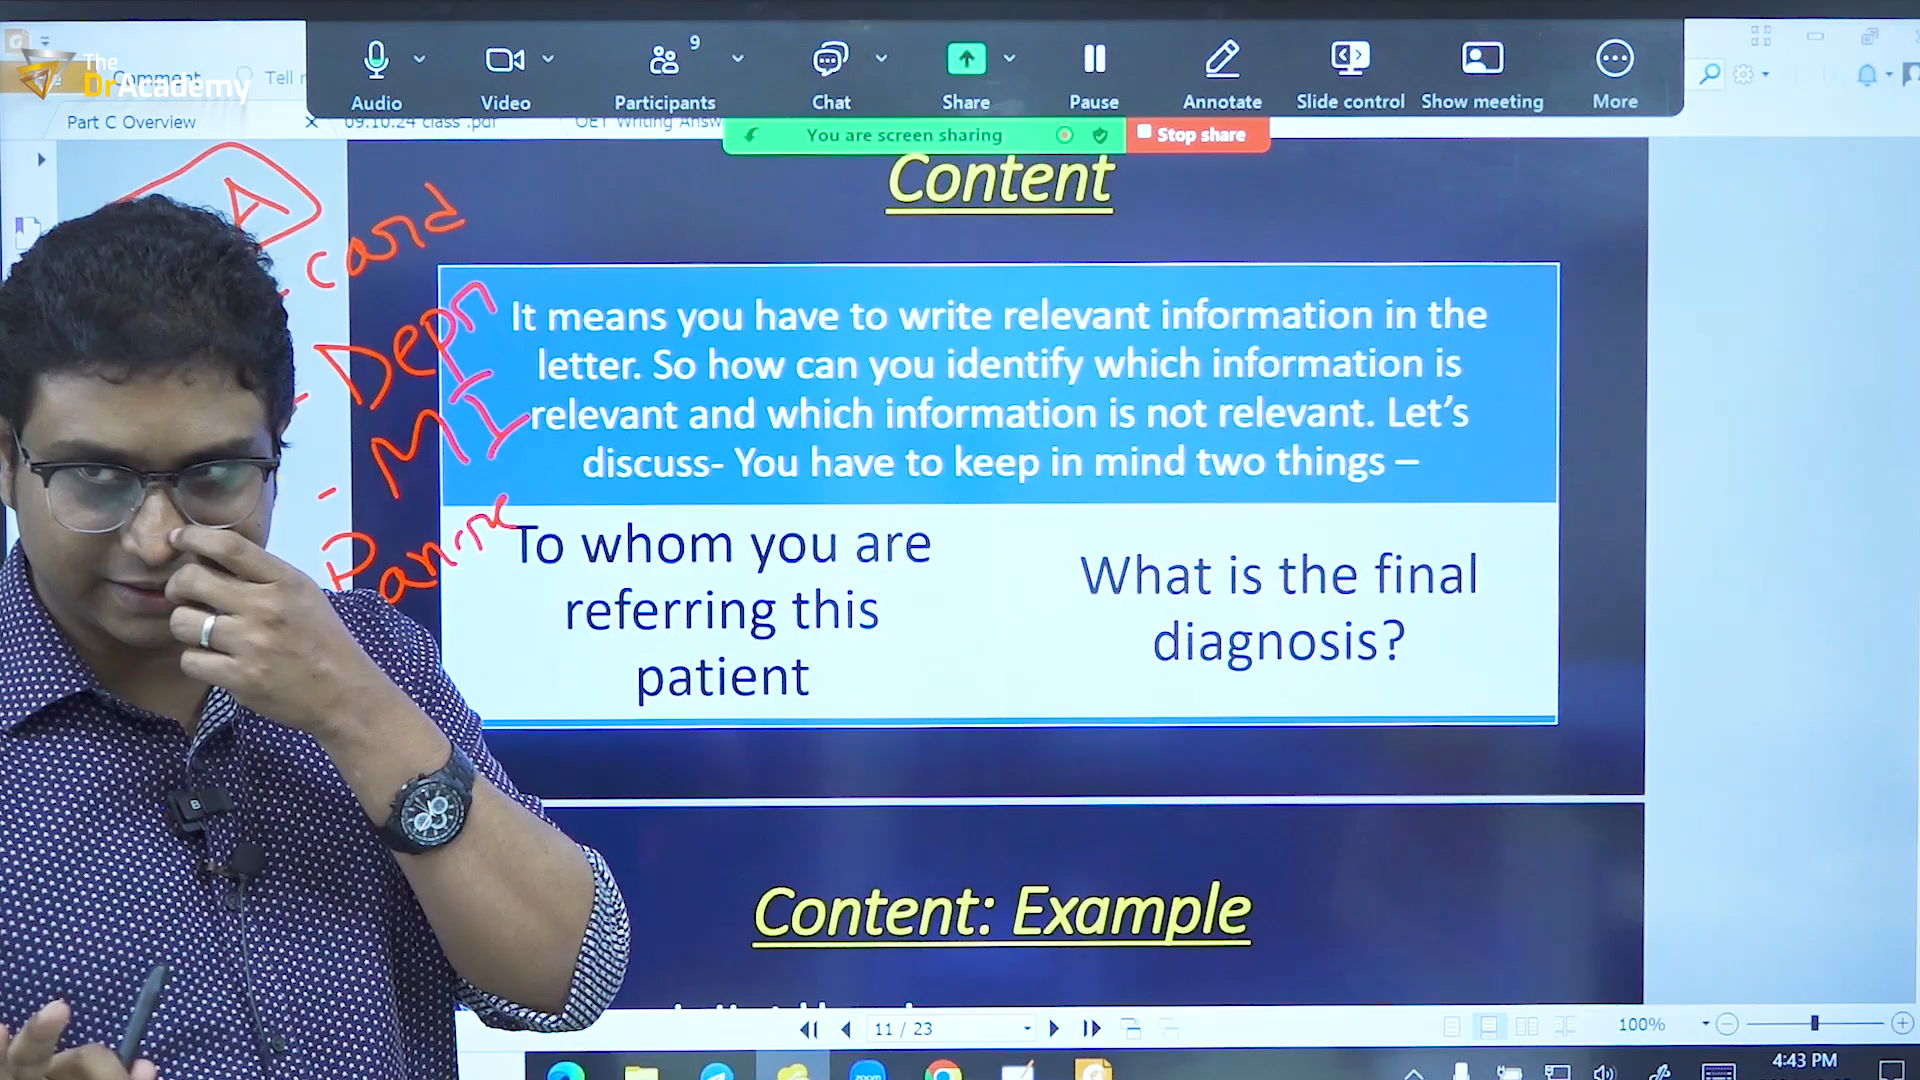 The
DrAcademy
Comment
Tell
9
Audio
Video
Participants
Chat
Share
Pause
Annotate
Slide control
Show meeting
More
Part C Overview
09.10.24 class .pdf
OET Writing Answ
You are screen sharing
Stop share
A
card
Depn
MI
Content
It means you have to write relevant information in the
letter. So how can you identify which information is
relevant and which information is not relevant. Let’s
discuss- You have to keep in mind two things –
To whom you are
referring this
patient
What is the final
diagnosis?
Content: Example
11 / 23
100%
zoom
4:43 PM
B